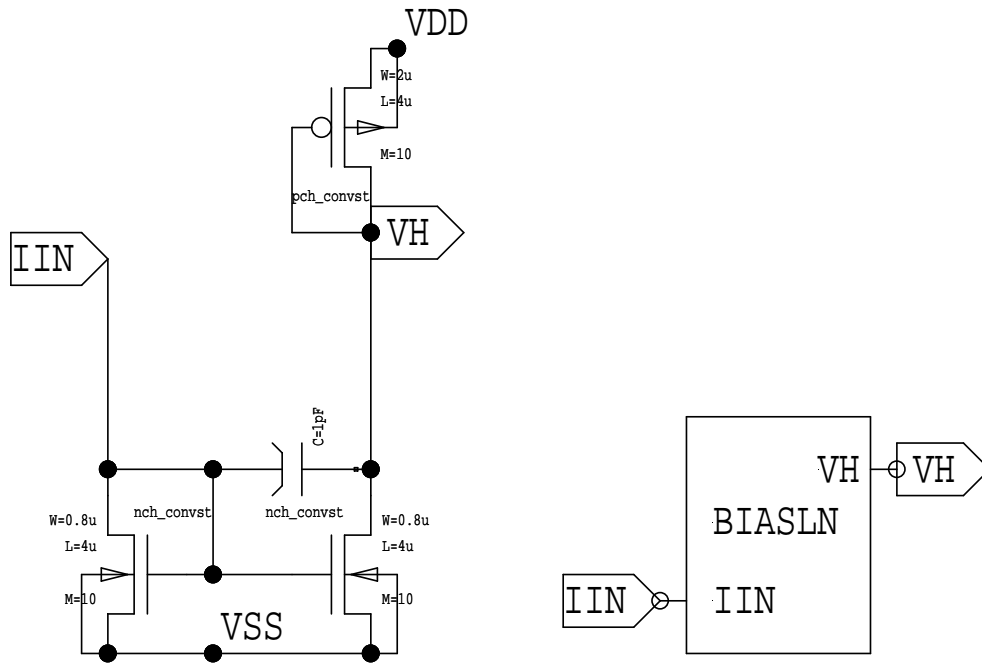 VDD
W=2u
L=4u
M=10
pch_convst
VH
IIN
C=1pF
nch_convst
nch_convst
W=0.8u
L=4u
M=10
W=0.8u
L=4u
M=10
VSS
VH
VH
BIASLN
IIN
IIN